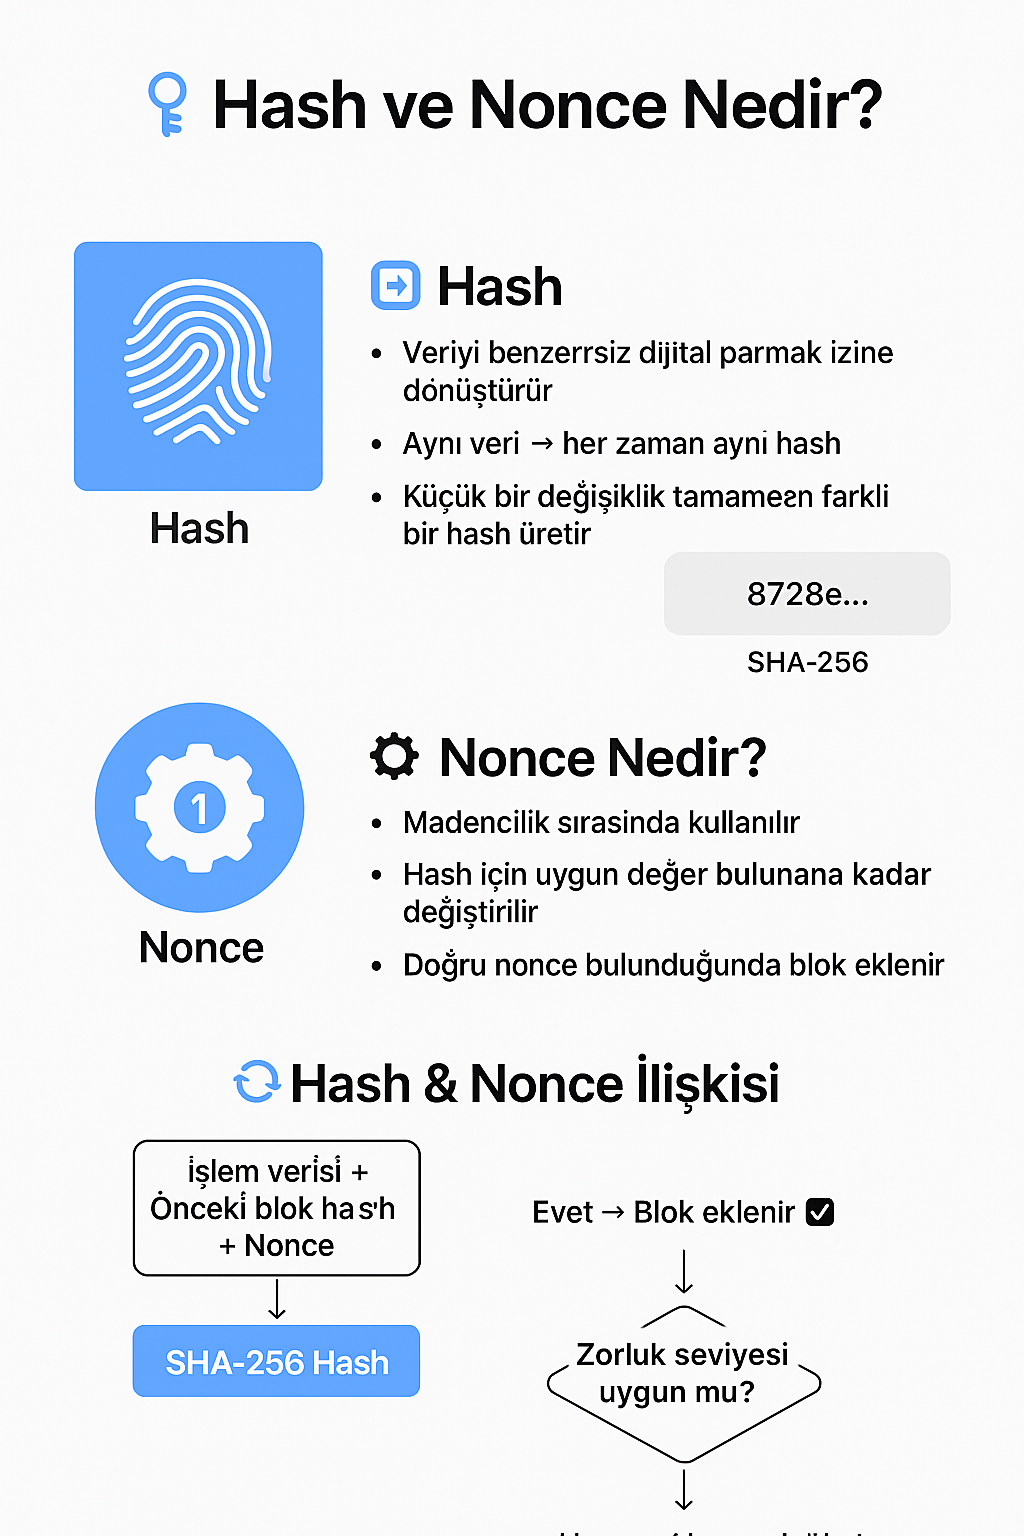 Hash ve Nonce Nedir?
Hash
Veriyi benzerrsiz dijital parmak izine
dönüştürür
Aynı veri → her zaman ayni hash
Küçük bir değişiklik tamameen farkli
bir hash üretir
Hash
8728e...
SHA-256
1
Nonce
Nonce Nedir?
Madencilik sırasinda kullanılır
Hash için uygun değer bulunana kadar
değiştirilir
Doğru nonce bulunduğunda blok eklenir
Hash & Nonce İlişkisi
işlem verisi +
Önceki blok has'h
+ Nonce
SHA-256 Hash
Evet → Blok eklenir ✅
Zorluk seviyesi
uygun mu?